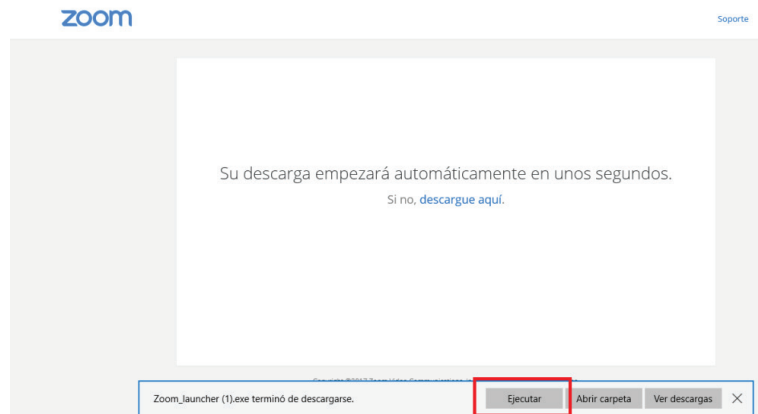 zoom
Soporte
Su descarga empezará automáticamente en unos segundos.
Si no, descargue aquí.
Zoom_launcher (1).exe terminó de descargarse.
Ejecutar
Abrir carpeta
Ver descargas